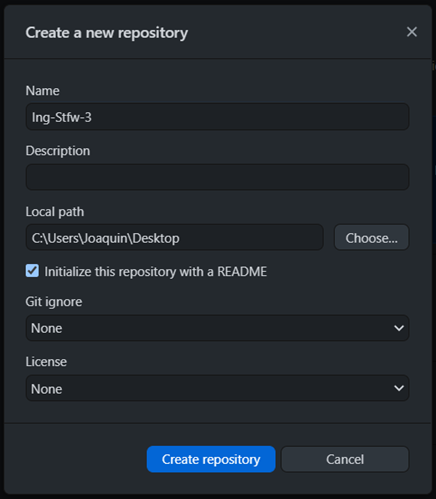 Create a new repository
Name
Ing-Stfw-3
Description
Local path
C:\Users\Joaquin\Desktop
Choose...
Initialize this repository with a README
Git ignore
None
License
None
Create repository
Cancel